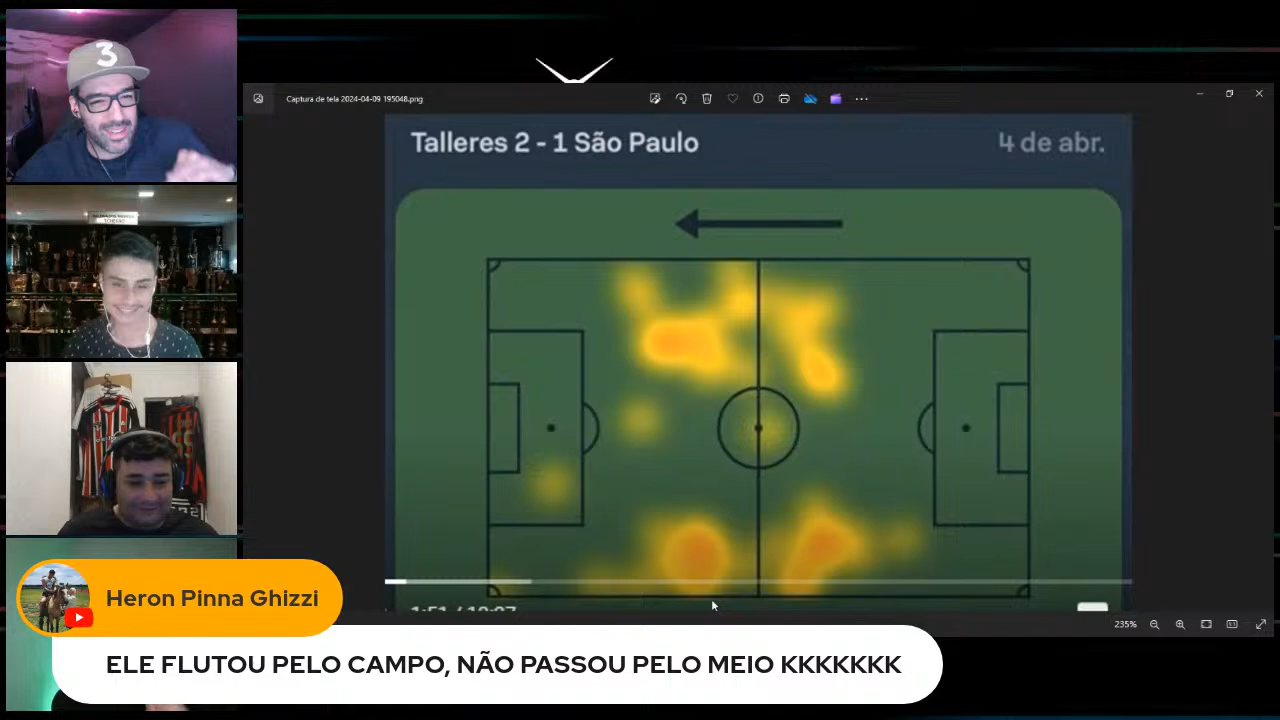 3
Captura de tela 2024-04-09 195048.png
Talleres 2 - 1 São Paulo
4 de abr.
235%
Heron Pinna Ghizzi
ELE FLUTOU PELO CAMPO, NÃO PASSOU PELO MEIO KKKKKKK